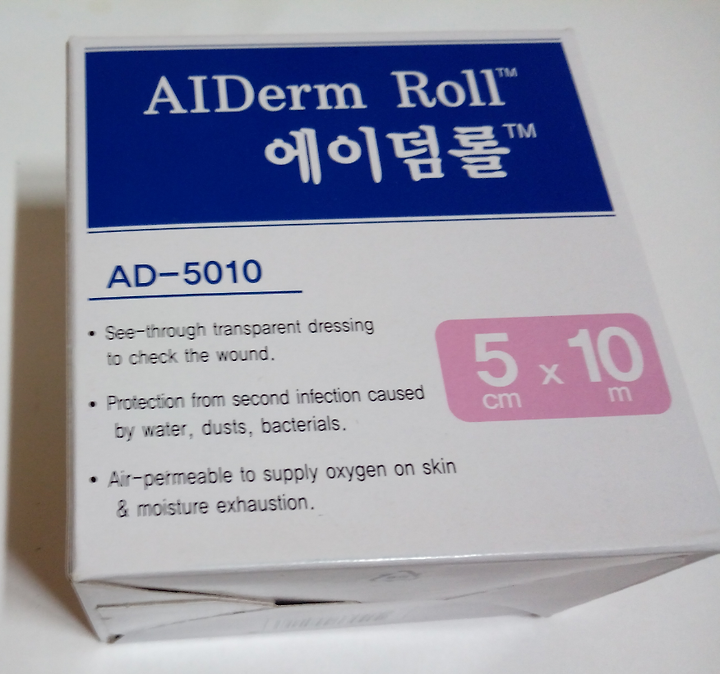 AIDerm Roll™
에이덤롤™
AD-5010
• See-through transparent dressing
to check the wound.
5 cm x 10 m
• Protection from second infection caused
by water, dusts, bacterials.
• Air-permeable to supply oxygen on skin
& moisture exhaustion.